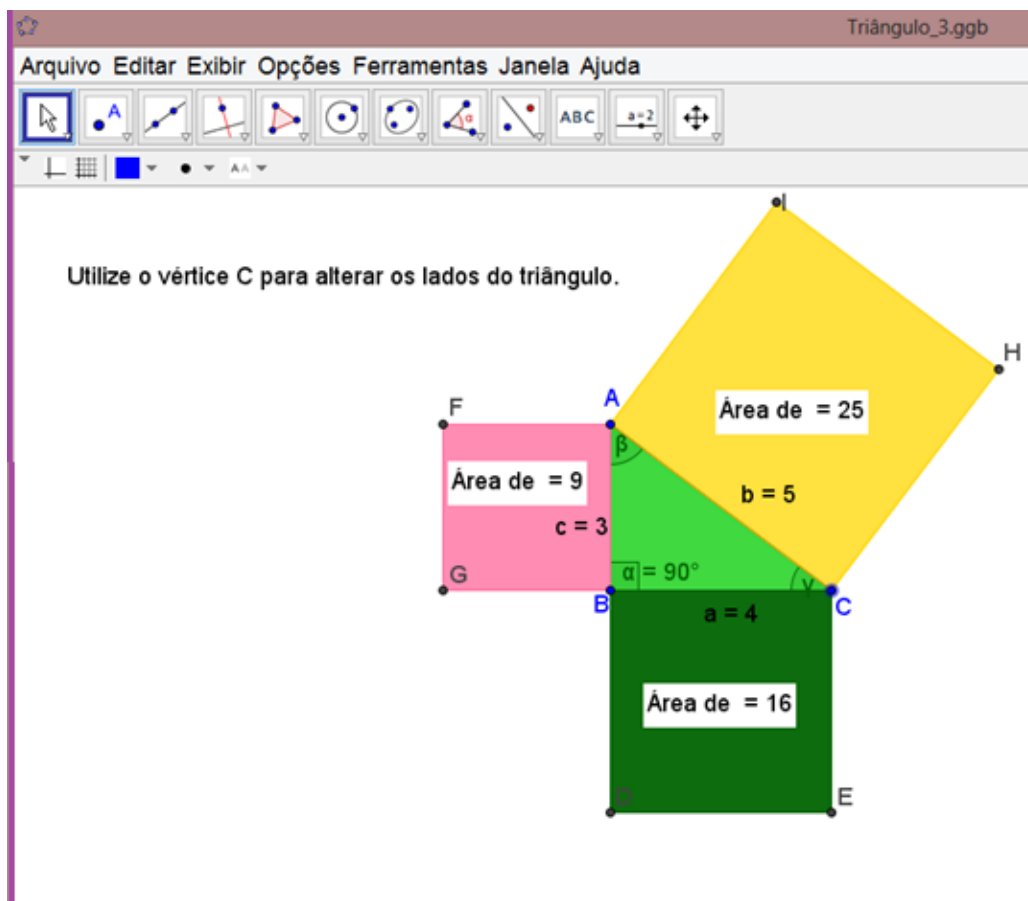 Triângulo_3.ggb
Arquivo Editar Exibir Opções Ferramentas Janela Ajuda
A α ABC a=2
AA
Utilize o vértice C para alterar os lados do triângulo.
I
H
A
F
Área de = 25
β
Área de = 9
b = 5
c = 3
G
α = 90°
γ
B
C
a = 4
Área de = 16
D
E